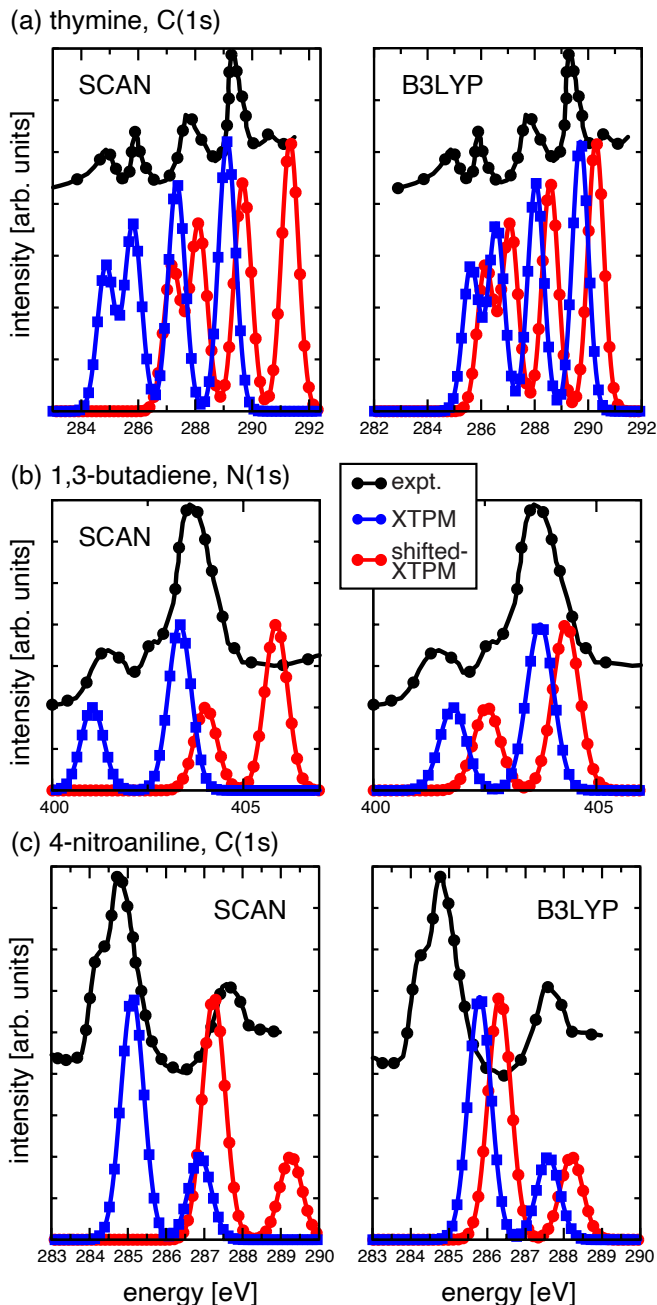 (a) thymine, C(1s)
SCAN
B3LYP
intensity [arb. units]
284 286 288 290 292
282 284 286 288 290 292
(b) 1,3-butadiene, N(1s)
SCAN
expt.
XTPM
shifted-
XTPM
intensity [arb. units]
400 405
400 405
(c) 4-nitroaniline, C(1s)
SCAN
B3LYP
intensity [arb. units]
283 284 285 286 287 288 289 290
283 284 285 286 287 288 289 290
energy [eV]
energy [eV]